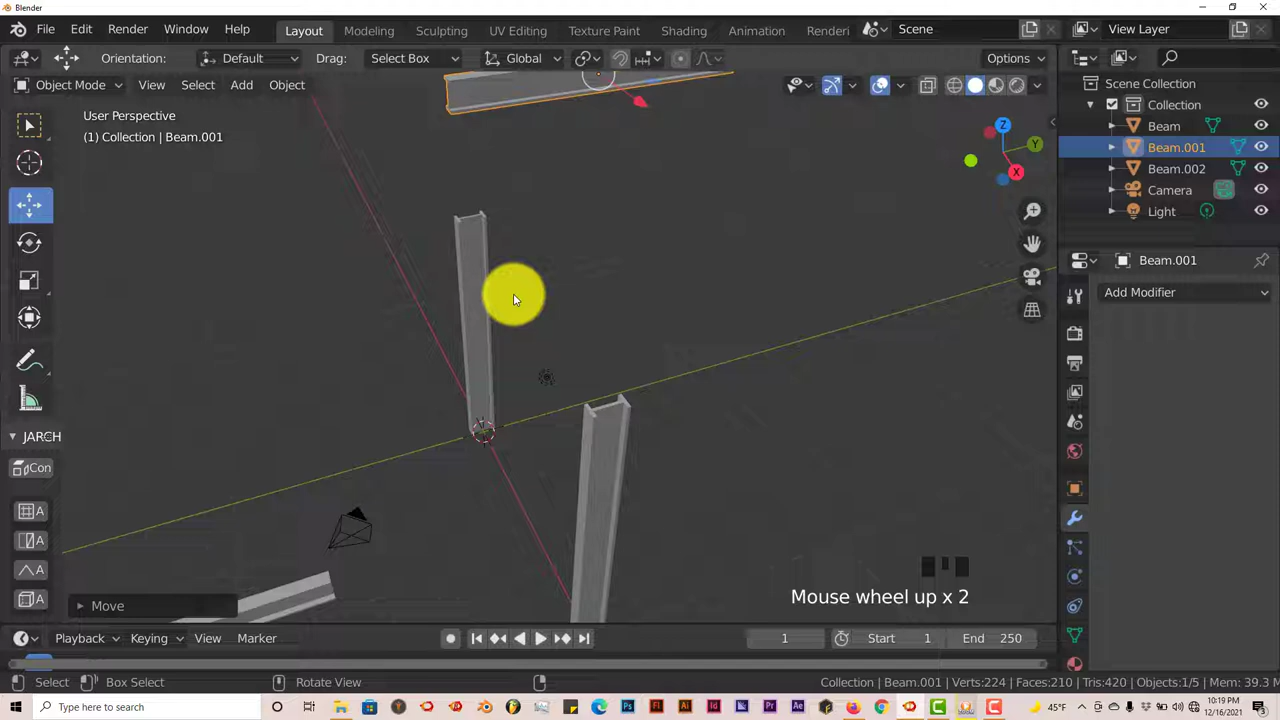 Blender
File Edit Render Window Help Layout Modeling Sculpting UV Editing Texture Paint Shading Animation Renderi Scene View Layer
Orientation: Default Drag: Select Box Global Options
Object Mode View Select Add Object
User Perspective
(1) Collection | Beam.001
Z
Y
X
Scene Collection
Collection
Beam
Beam.001
Beam.002
Camera
Light
Beam.001
Add Modifier
JARCH
Con
A
A
A
A
Move
Mouse wheel up x 2
Playback Keying View Marker 1 Start 1 End 250
Select Box Select Rotate View Collection | Beam.001 | Verts:224 | Faces:210 | Tris:420 | Objects:1/5 | Mem: 39.3 M
Type here to search 45°F 10:19 PM
12/16/2021